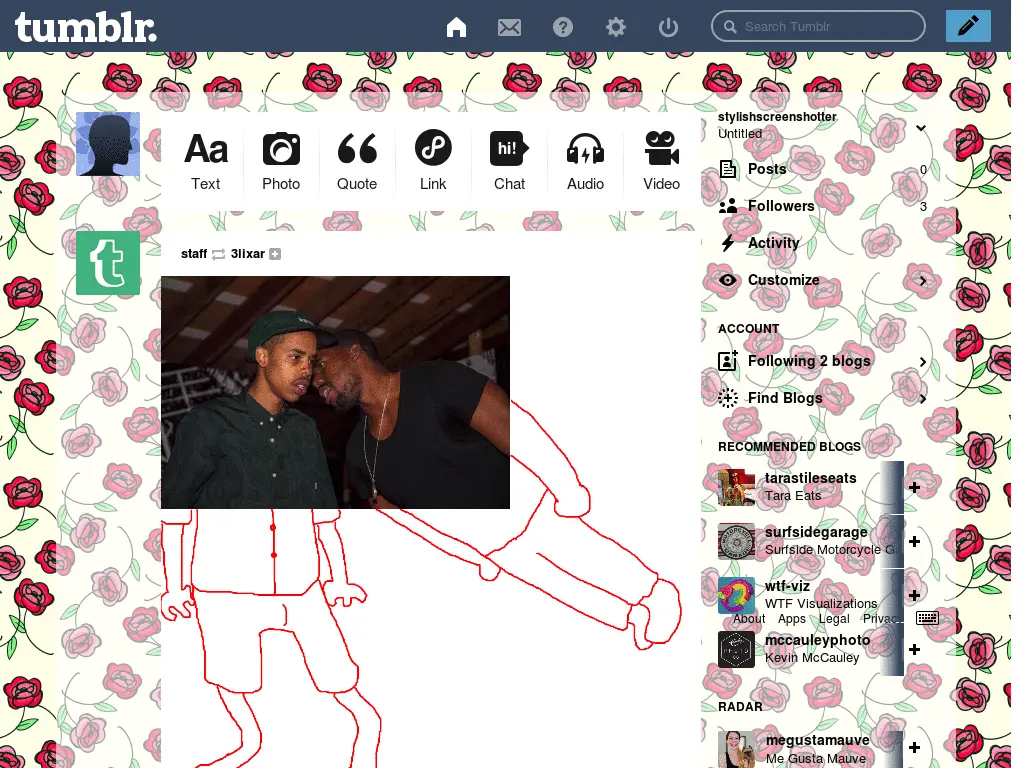 tumblr.
Search Tumblr
Aa
Text
Photo
Quote
Link
hi!
Chat
Audio
Video
staff 3lixar
stylishscreenshotter
Untitled
Posts 0
Followers 3
Activity
Customize
ACCOUNT
Following 2 blogs
Find Blogs
RECOMMENDED BLOGS
tarastileseats
Tara Eats
surfsidegarage
Surfside Motorcycle G
wtf-viz
WTF Visualizations
About Apps Legal Privac
mccauleyphoto
Kevin McCauley
RADAR
megustamauve
Me Gusta Mauve